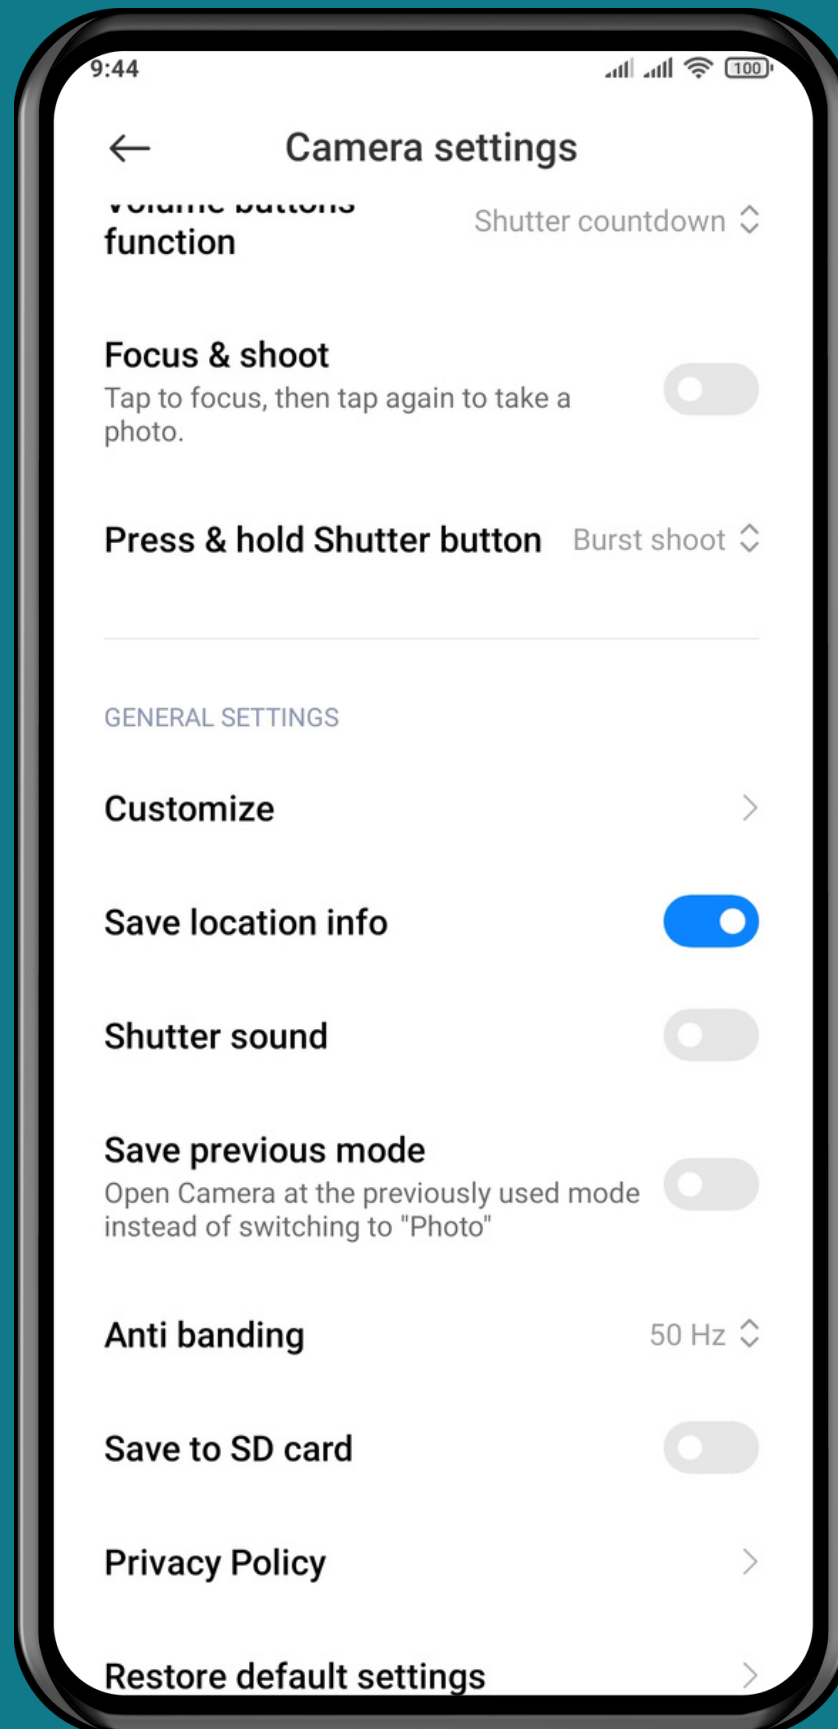 9:44
100
Camera settings
Volume buttons
function
Shutter countdown
Focus & shoot
Tap to focus, then tap again to take a
photo.
Press & hold Shutter button
Burst shoot
GENERAL SETTINGS
Customize
Save location info
Shutter sound
Save previous mode
Open Camera at the previously used mode
instead of switching to "Photo"
Anti banding
50 Hz
Save to SD card
Privacy Policy
Restore default settings